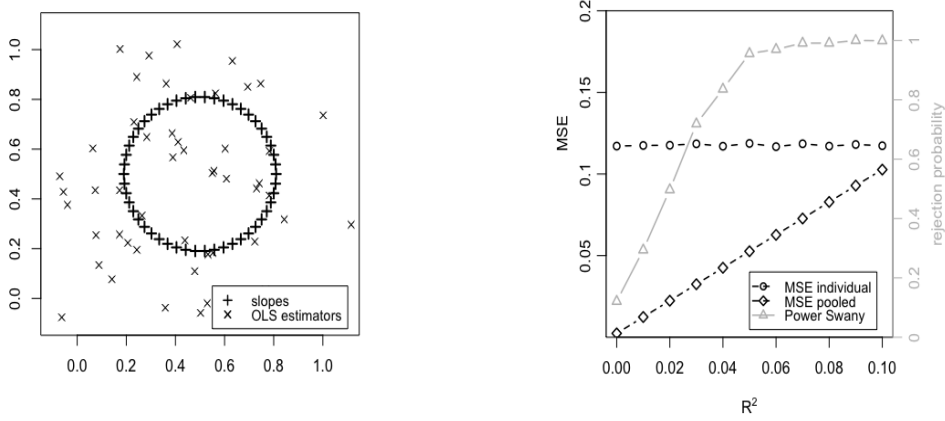 1.0
0.8
0.6
0.4
0.2
0.0
+ slopes
× OLS estimators
0.0 0.2 0.4 0.6 0.8 1.0
MSE
0.2
0.15
0.1
0.05
MSE individual
MSE pooled
Power Swany
0.00 0.02 0.04 0.06 0.08 0.10
R²
1
0.8
0.6
0.4
0.2
0
rejection probability